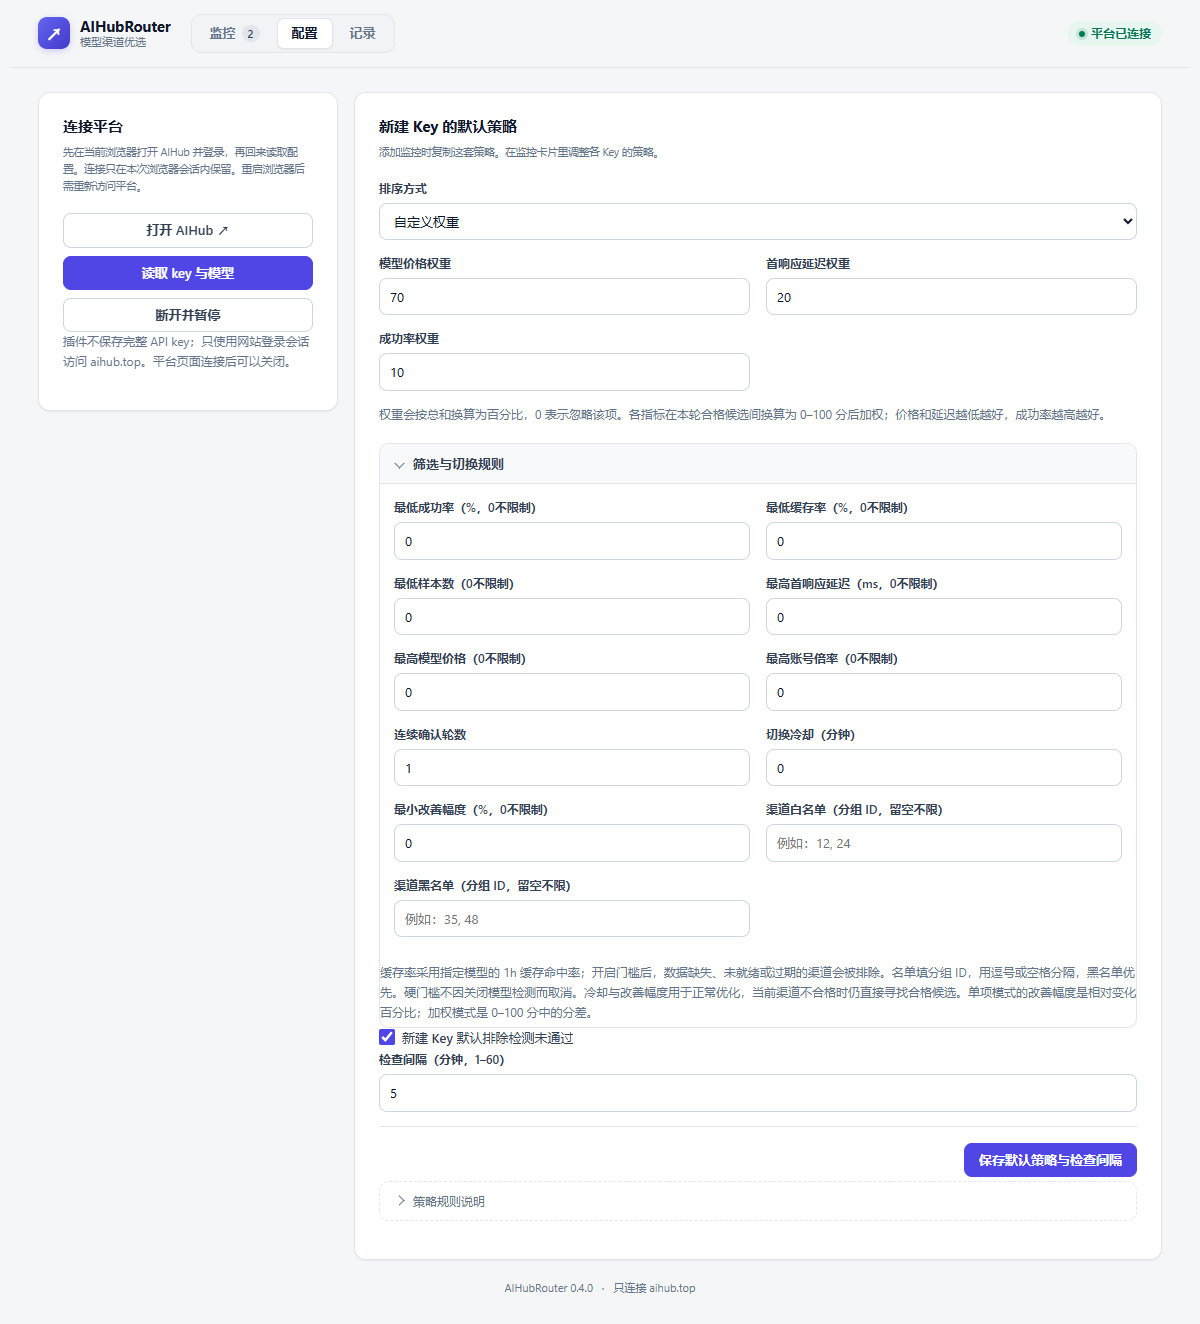 AIHubRouter
模型渠道优选
监控 2
配置
记录
平台已连接
连接平台
先在当前浏览器打开 AIHub 并登录，再回来读取配
置。连接只在本次浏览器会话内保留。重启浏览器后
需重新访问平台。
打开 AIHub ↗
读取 key 与模型
断开并暂停
插件不保存完整 API key；只使用网站登录会话
访问 aihub.top。平台页面连接后可以关闭。
新建 Key 的默认策略
添加监控时复制这套策略。在监控卡片里调整各 Key 的策略。
排序方式
自定义权重
模型价格权重
首响应延迟权重
70
20
成功率权重
10
权重会按总和换算为百分比，0 表示忽略该项。各指标在本轮合格候选间换算为 0–100 分后加权；价格和延迟越低越好，成功率越高越好。
筛选与切换规则
最低成功率（%，0不限制）
最低缓存率（%，0不限制）
0
0
最低样本数（0不限制）
最高首响应延迟（ms，0不限制）
0
0
最高模型价格（0不限制）
最高账号倍率（0不限制）
0
0
连续确认轮数
切换冷却（分钟）
1
0
最小改善幅度（%，0不限制）
渠道白名单（分组 ID，留空不限）
0
例如：12, 24
渠道黑名单（分组 ID，留空不限）
例如：35, 48
缓存率采用指定模型的 1h 缓存命中率；开启门槛后，数据缺失、未就绪或过期的渠道会被排除。名单填分组 ID，用逗号或空格分隔，黑名单优
先。硬门槛不因关闭模型检测而取消。冷却与改善幅度用于正常优化，当前渠道不合格时仍直接寻找合格候选。单项模式的改善幅度是相对变化
百分比；加权模式是 0–100 分中的分差。
新建 Key 默认排除检测未通过
检查间隔（分钟，1–60）
5
保存默认策略与检查间隔
策略规则说明
AIHubRouter 0.4.0 · 只连接 aihub.top